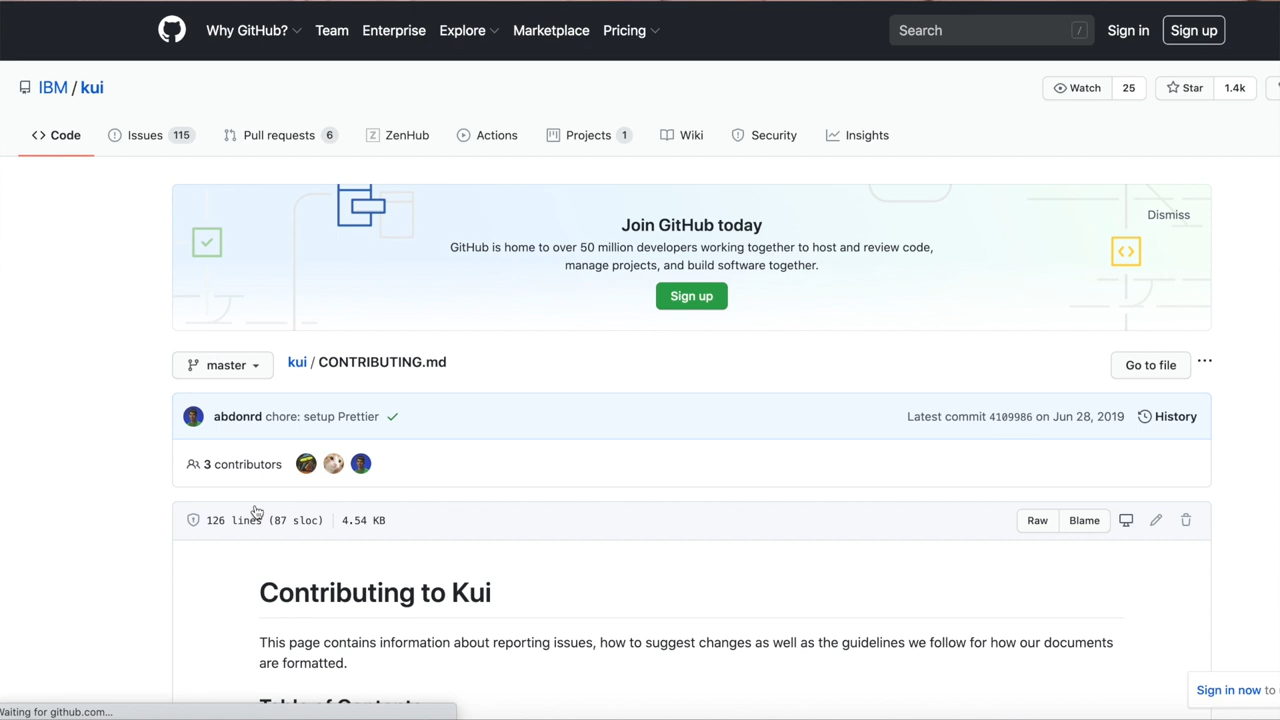 Why GitHub? Team Enterprise Explore Marketplace Pricing Search / Sign in Sign up
IBM / kui Watch 25 Star 1.4k
Code Issues 115 Pull requests 6 ZenHub Actions Projects 1 Wiki Security Insights
Join GitHub today
Dismiss
GitHub is home to over 50 million developers working together to host and review code,
manage projects, and build software together.
Sign up
master kui / CONTRIBUTING.md Go to file
abdonrd chore: setup Prettier Latest commit 4109986 on Jun 28, 2019 History
3 contributors
126 lines (87 sloc) 4.54 KB Raw Blame
Contributing to Kui
This page contains information about reporting issues, how to suggest changes as well as the guidelines we follow for how our documents
are formatted.
Sign in now to
Table of Contents
Waiting for github.com...